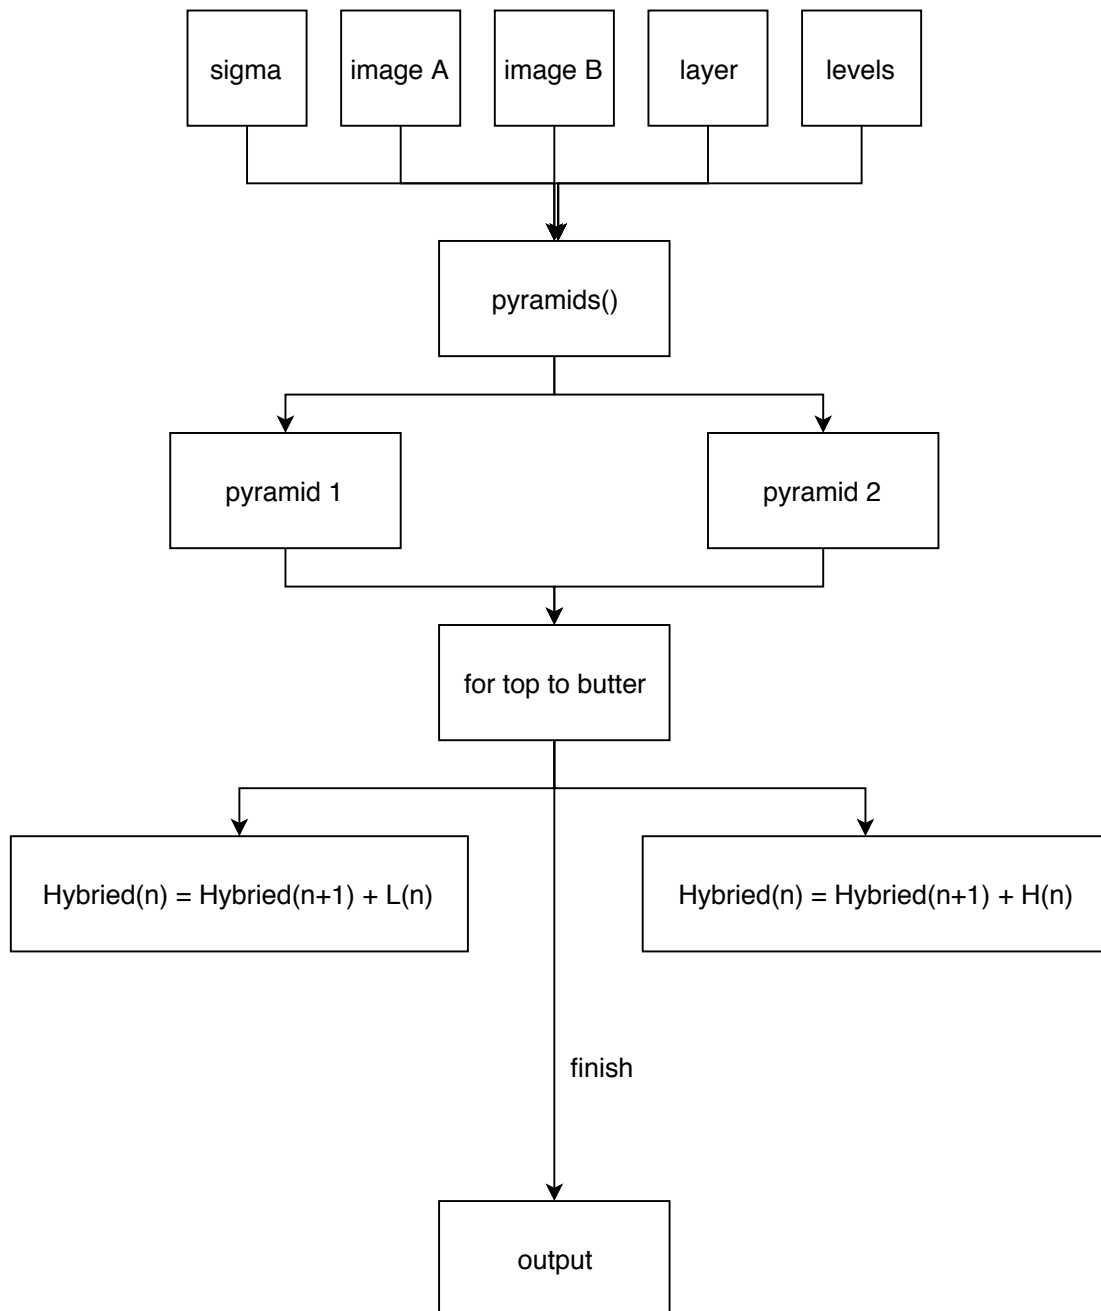 sigma
image A
image B
layer
levels
pyramids()
pyramid 1
pyramid 2
for top to butter
Hybried(n) = Hybried(n+1) + L(n)
Hybried(n) = Hybried(n+1) + H(n)
finish
output